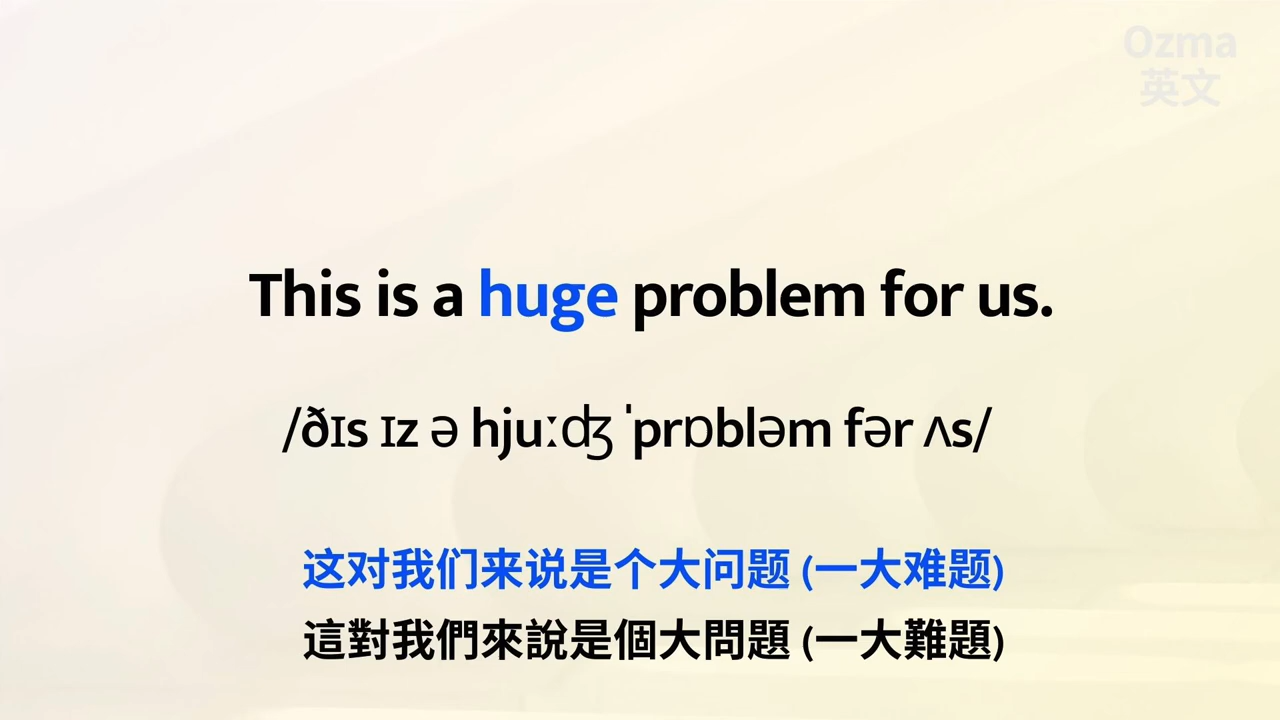 Ozma
英文
This is a huge problem for us.
/ðɪs ɪz ə hjuːʤ ˈprɒbləm fər ʌs/
这对我们来说是个大问题 (一大难题)
這對我們來說是個大問題 (一大難題)